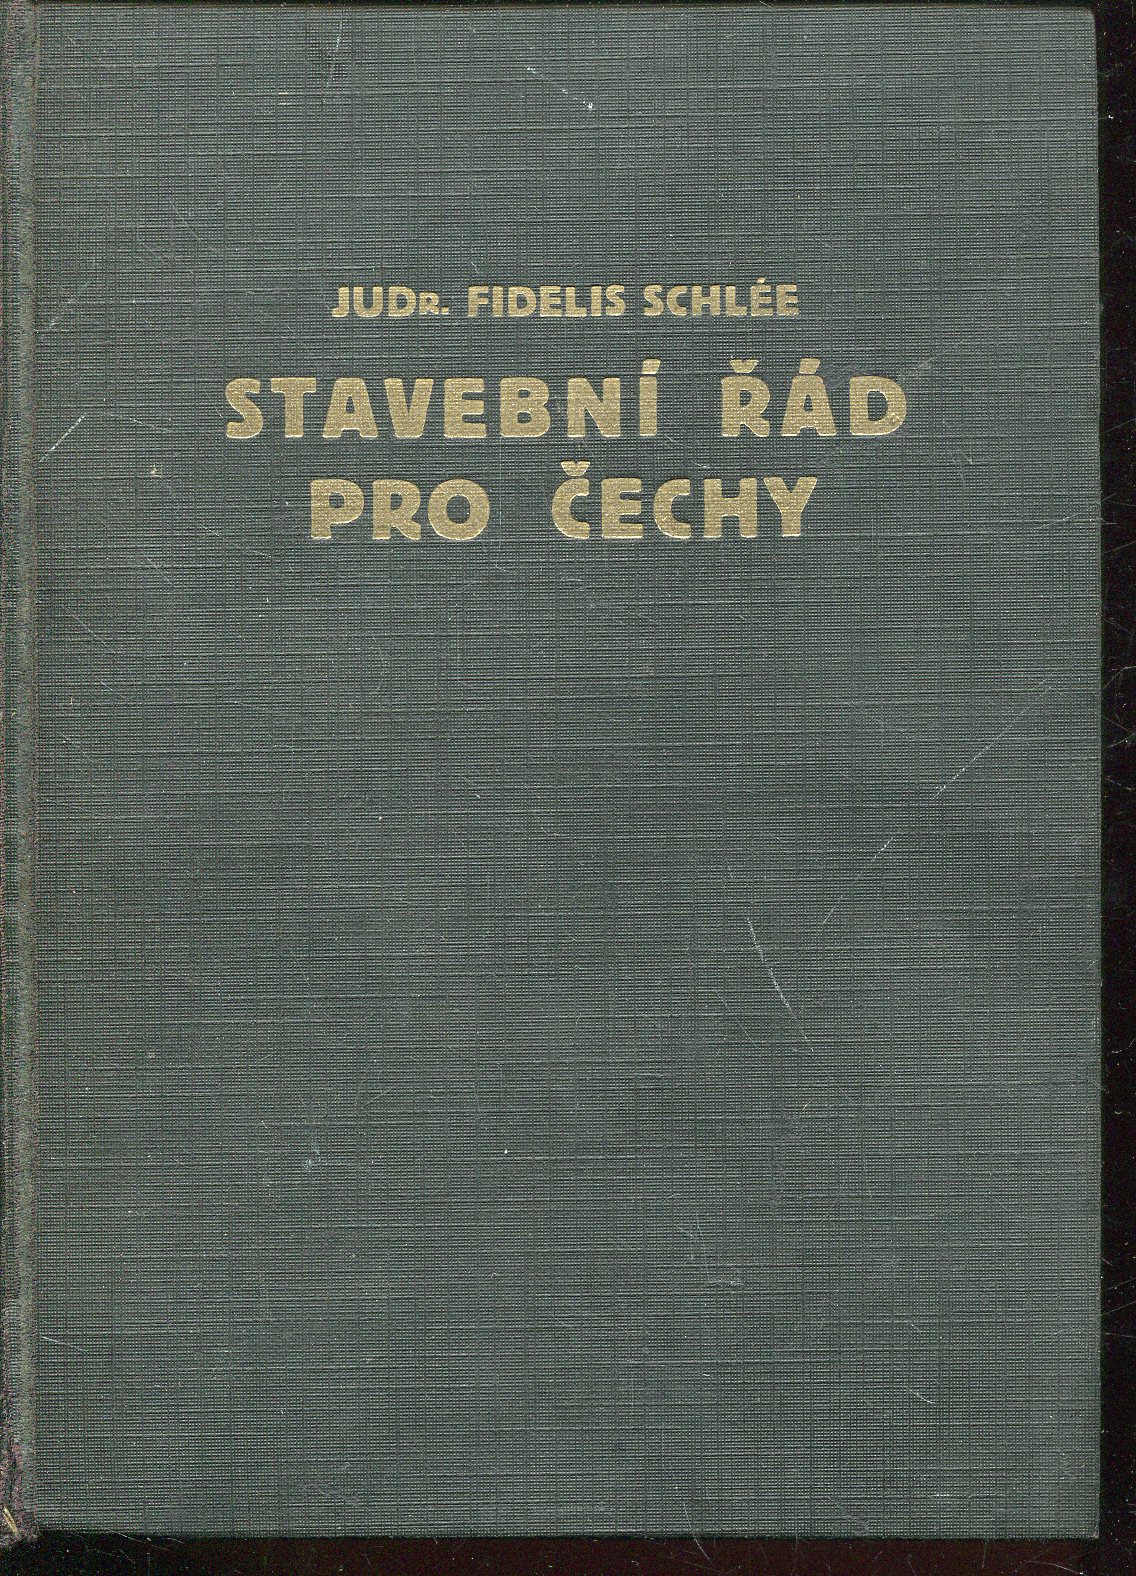 JUDR. FIDELIS SCHLÉE
STAVEBNÍ ŘÁD
PRO ČECHY